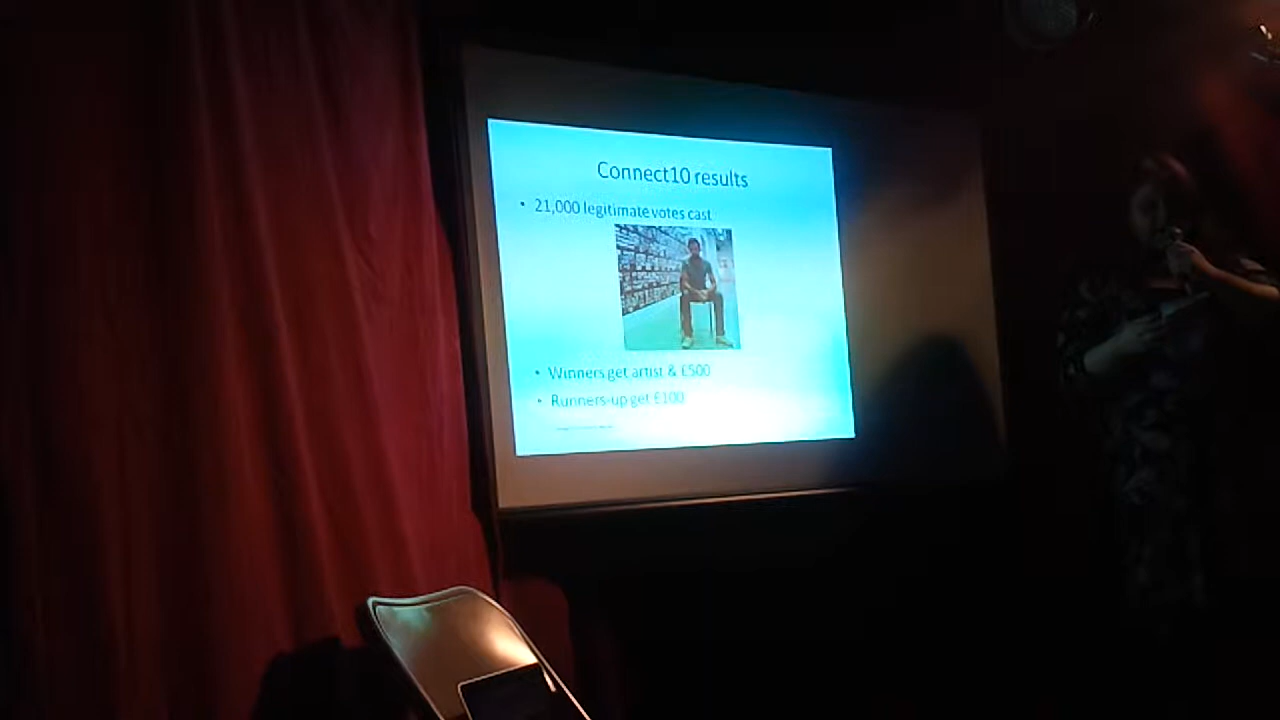 Connect10 results
• 21,000 legitimate votes cast
• Winners get artist & £500
• Runners-up get £100